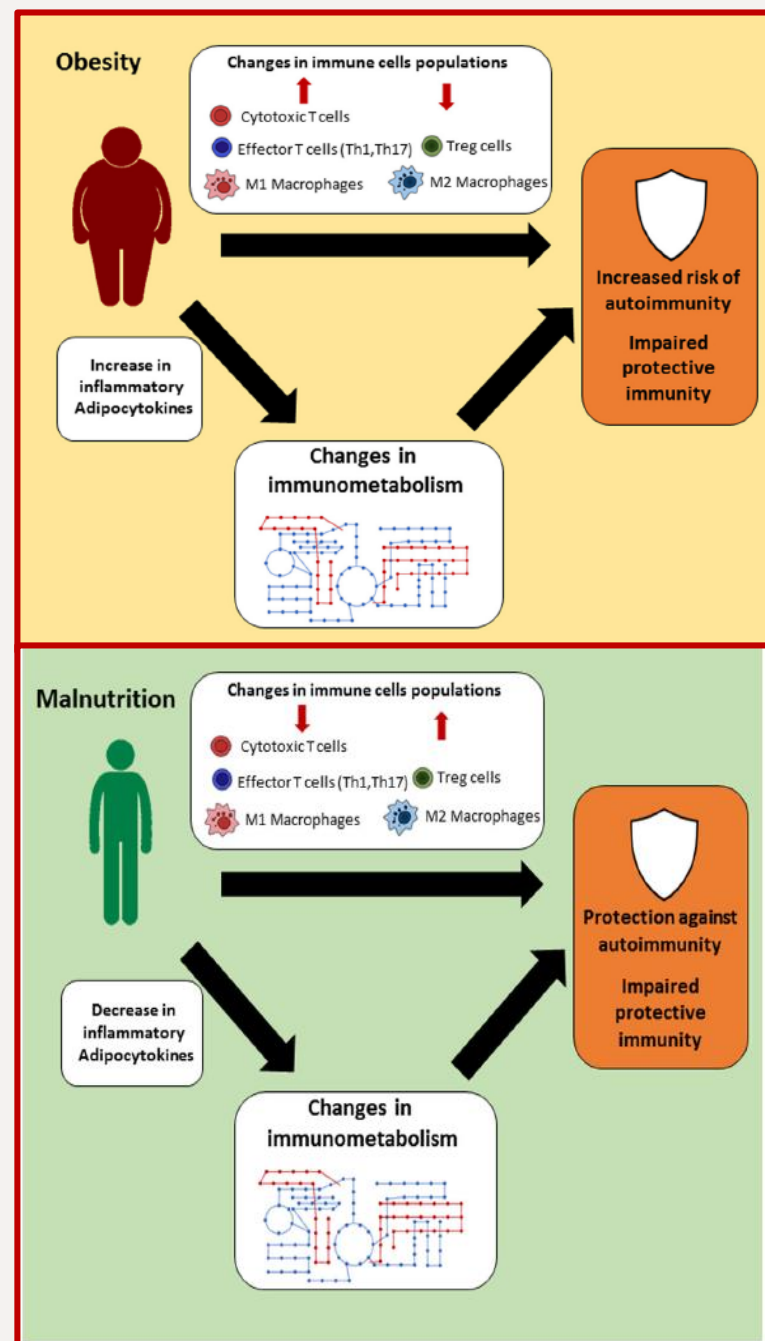 Obesity
Changes in immune cells populations
Cytotoxic T cells
Effector T cells (Th1,Th17)
Treg cells
M1 Macrophages
M2 Macrophages
Increased risk of
autoimmunity
Impaired
protective
immunity
Increase in
inflammatory
Adipocytokines
Changes in
immunometabolism
Malnutrition
Changes in immune cells populations
Cytotoxic T cells
Effector T cells (Th1,Th17)
Treg cells
M1 Macrophages
M2 Macrophages
Protection against
autoimmunity
Impaired
protective
immunity
Decrease in
inflammatory
Adipocytokines
Changes in
immunometabolism